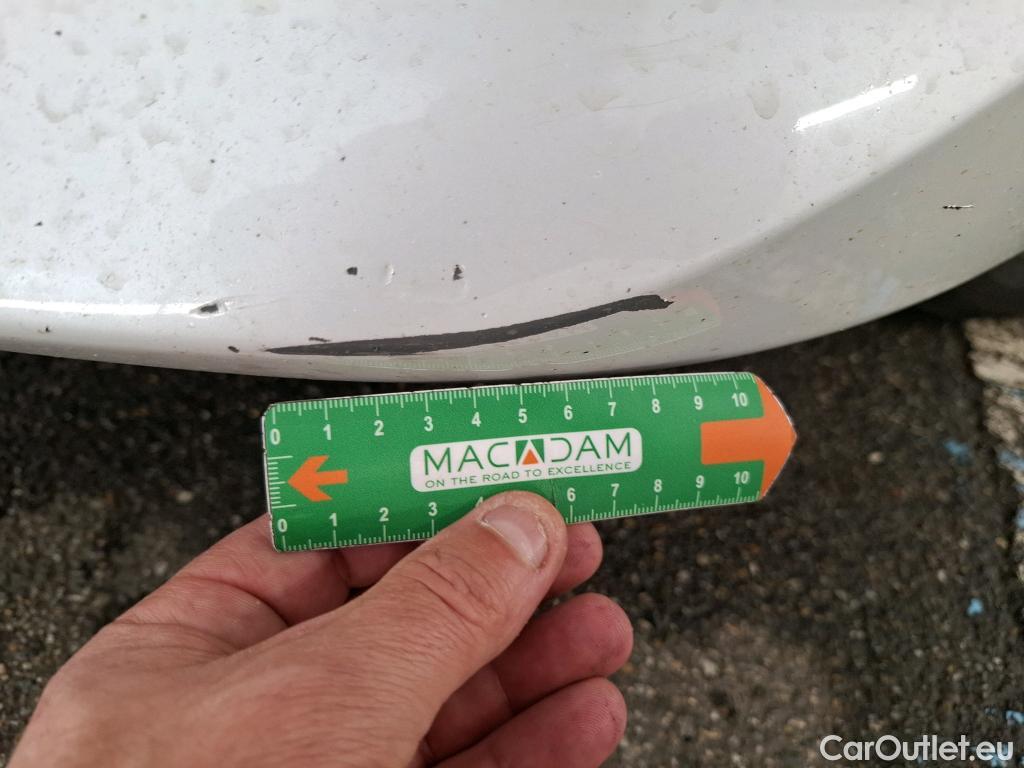 0 1 2 3 4 5 6 7 8 9 10
MACADAM
ON THE ROAD TO EXCELLENCE
0 1 2 3 4 6 7 8 9 10
CarOutlet.eu